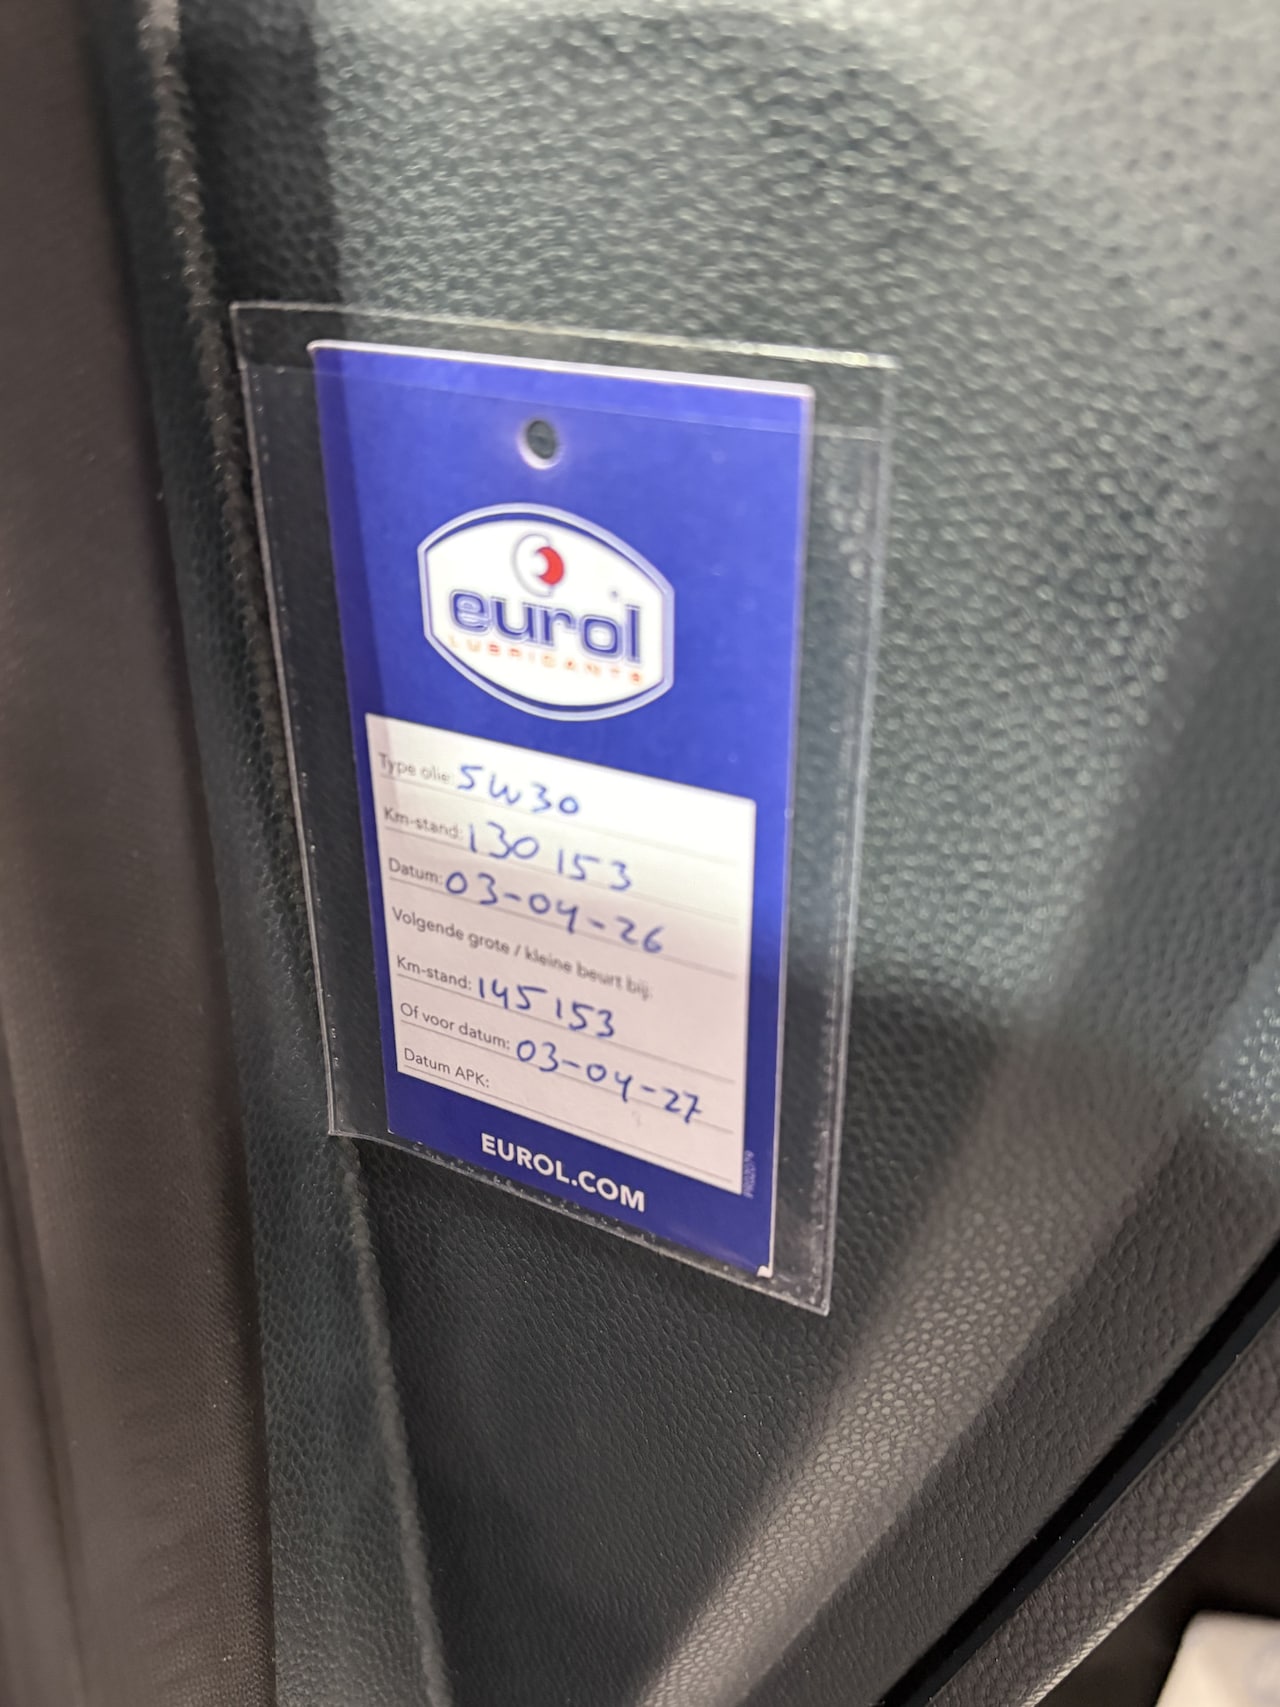 eurol
LUBRICANTS
Type olie: 5W30
Km-stand: 130 153
Datum: 03-04-26
Volgende grote / kleine beurt bij:
Km-stand: 145 153
Of voor datum: 03-04-27
Datum APK:
EUROL.COM